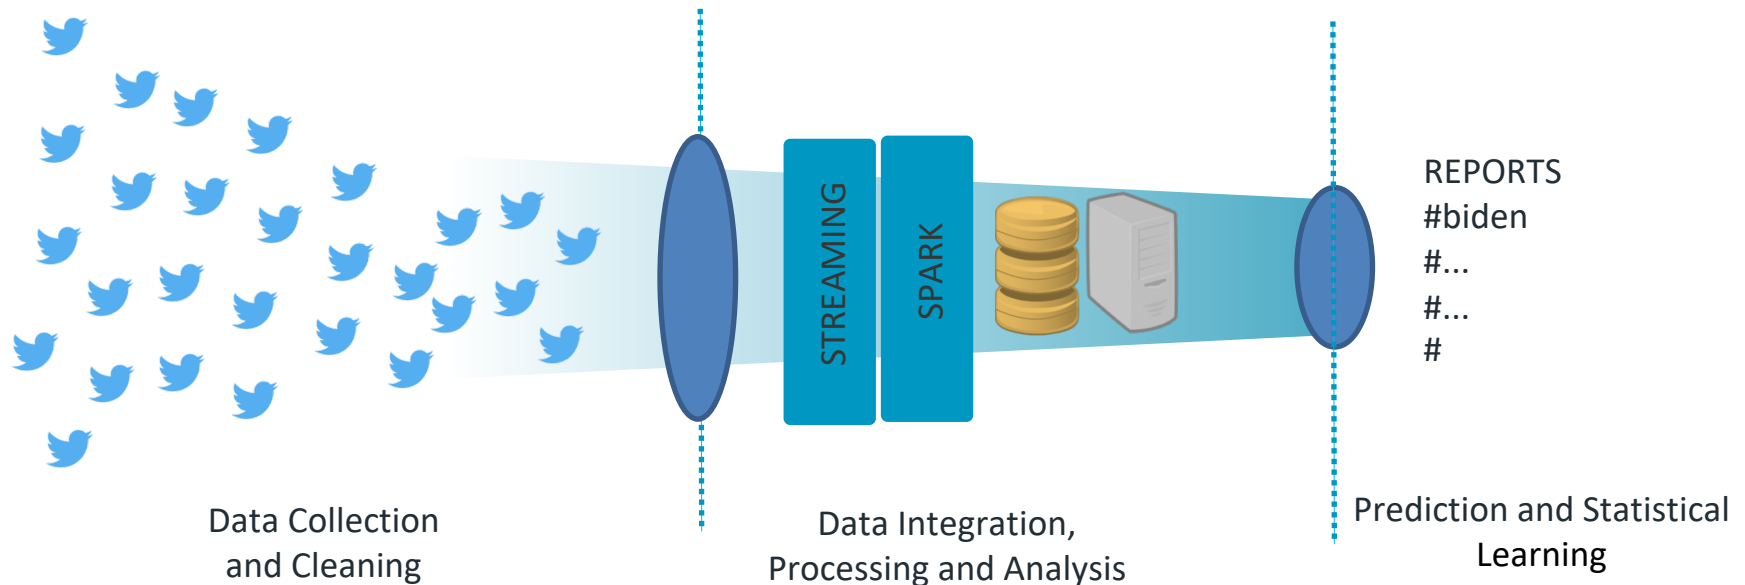 STREAMING
SPARK
REPORTS
#biden
#...
#...
#
Data Collection
and Cleaning
Data Integration,
Processing and Analysis
Prediction and Statistical
Learning